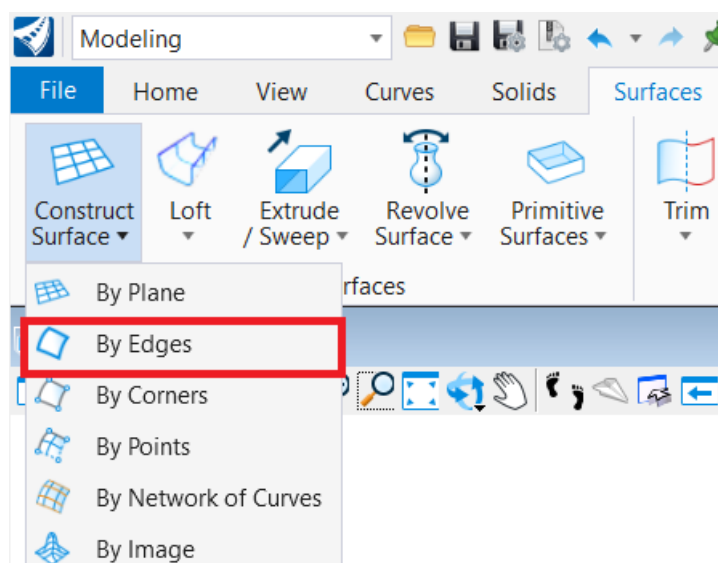 Modeling
File Home View Curves Solids Surfaces
Construct Surface Loft Extrude / Sweep Revolve Surface Primitive Surfaces Trim
rfaces
By Plane
By Edges
By Corners
By Points
By Network of Curves
By Image